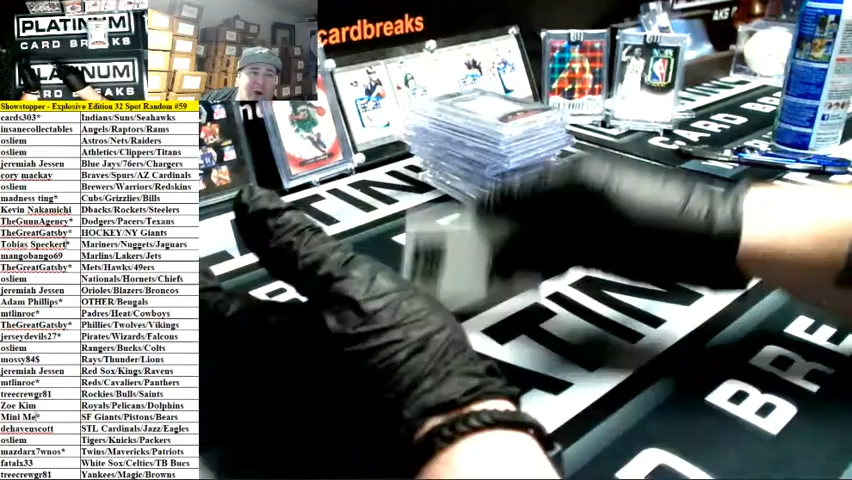 PLATINUM
CARD BREAKS
PLATINUM
CARD BREAKS
cardbreaks
Showstopper - Explosive Edition 32 Spot Random #59
cards303* Indians/Suns/Seahawks
insanecollectables Angels/Raptors/Rams
osliem Astros/Nets/Raiders
osliem Athletics/Clippers/Titans
jeremiah Jessen Blue Jays/76ers/Chargers
cory mackay Braves/Spurs/AZ Cardinals
osliem Brewers/Warriors/Redskins
madness ting* Cubs/Grizzlies/Bills
Kevin Nakamichi Dbacks/Rockets/Steelers
TheGunnAgency* Dodgers/Pacers/Texans
TheGreatGatsby* HOCKEY/NY Giants
Tobias Speckert* Mariners/Nuggets/Jaguars
mangobango69 Marlins/Lakers/Jets
TheGreatGatsby* Mets/Hawks/49ers
osliem Nationals/Hornets/Chiefs
jeremiah Jessen Orioles/Blazers/Broncos
Adam Phillips* OTHER/Bengals
mtlinroc* Padres/Heat/Cowboys
TheGreatGatsby* Phillies/Twolves/Vikings
jerseydevils27* Pirates/Wizards/Falcons
osliem Rangers/Bucks/Colts
mossy84$ Rays/Thunder/Lions
jeremiah Jessen Red Sox/Kings/Ravens
mtlinroc* Reds/Cavaliers/Panthers
treecrewgr81 Rockies/Bulls/Saints
Zoe Kim Royals/Pelicans/Dolphins
Mini Me* SF Giants/Pistons/Bears
dehavenscott STL Cardinals/Jazz/Eagles
osliem Tigers/Knicks/Packers
mazdarx7wnos* Twins/Mavericks/Patriots
fatalx33 White Sox/Celtics/TB Bucs
treecrewgr81 Yankees/Magic/Browns
CARD BREAKS